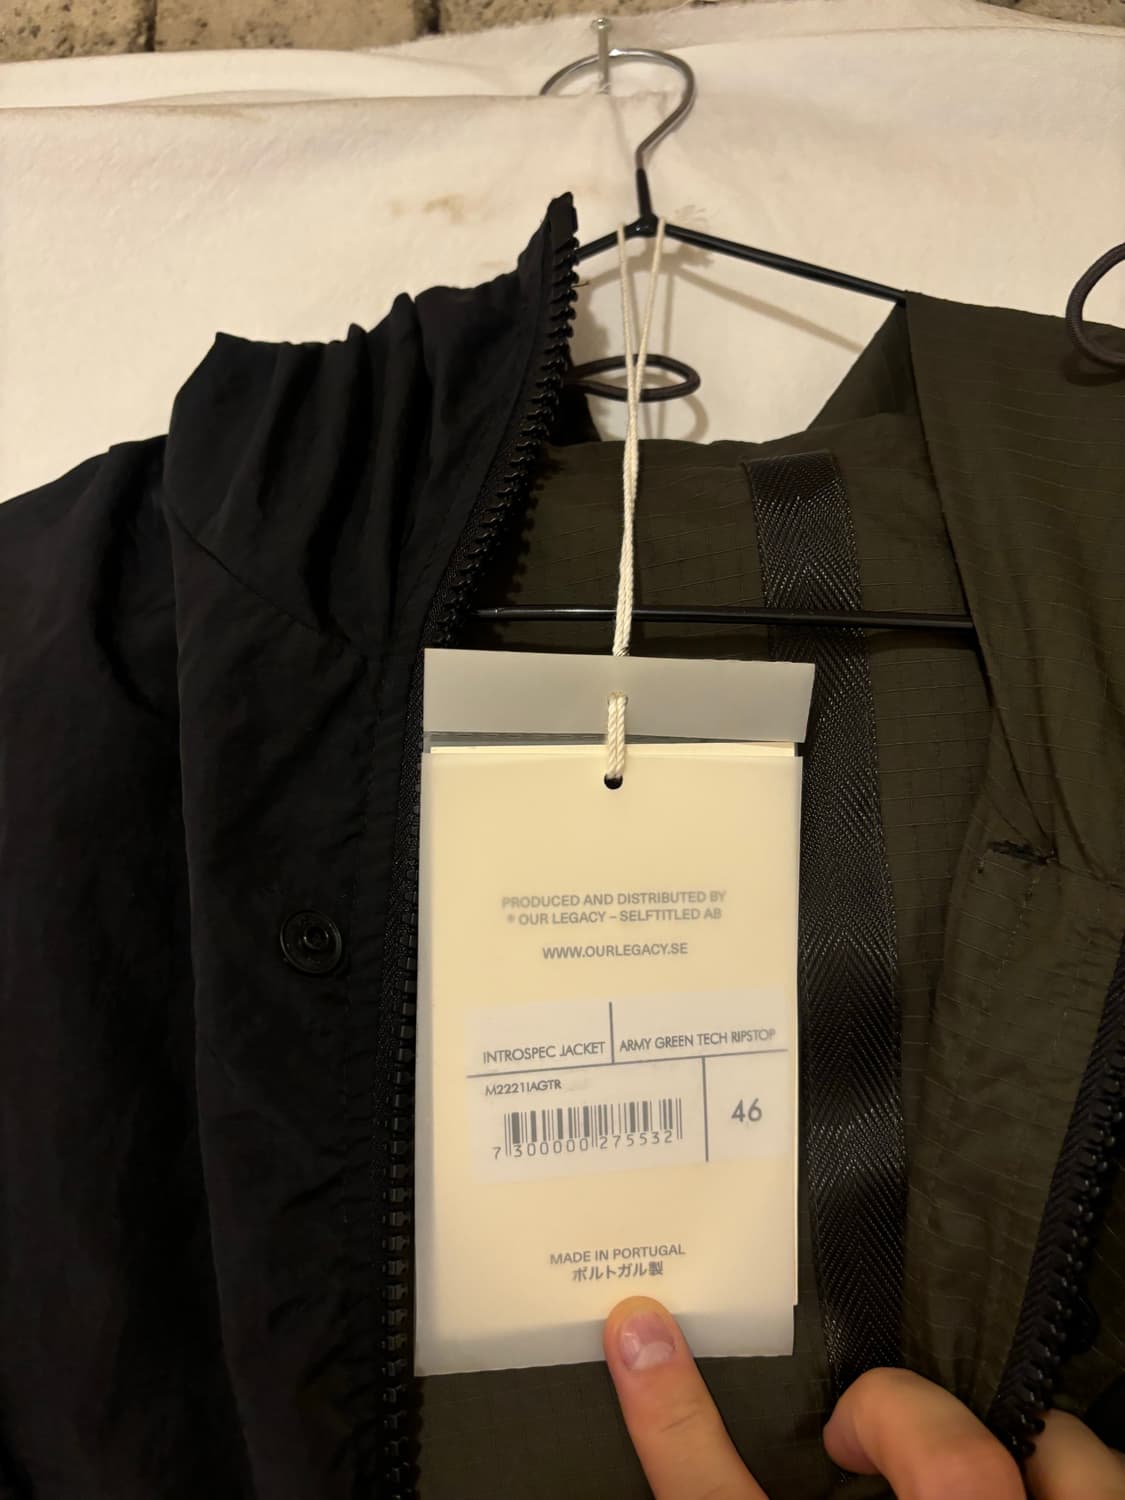 PRODUCED AND DISTRIBUTED BY
® OUR LEGACY – SELFTITLED AB
WWW.OURLEGACY.SE
INTROSPEC JACKET
ARMY GREEN TECH RIPSTOP
M2221IAGTR
46
7 300000 275532
MADE IN PORTUGAL
ポルトガル製